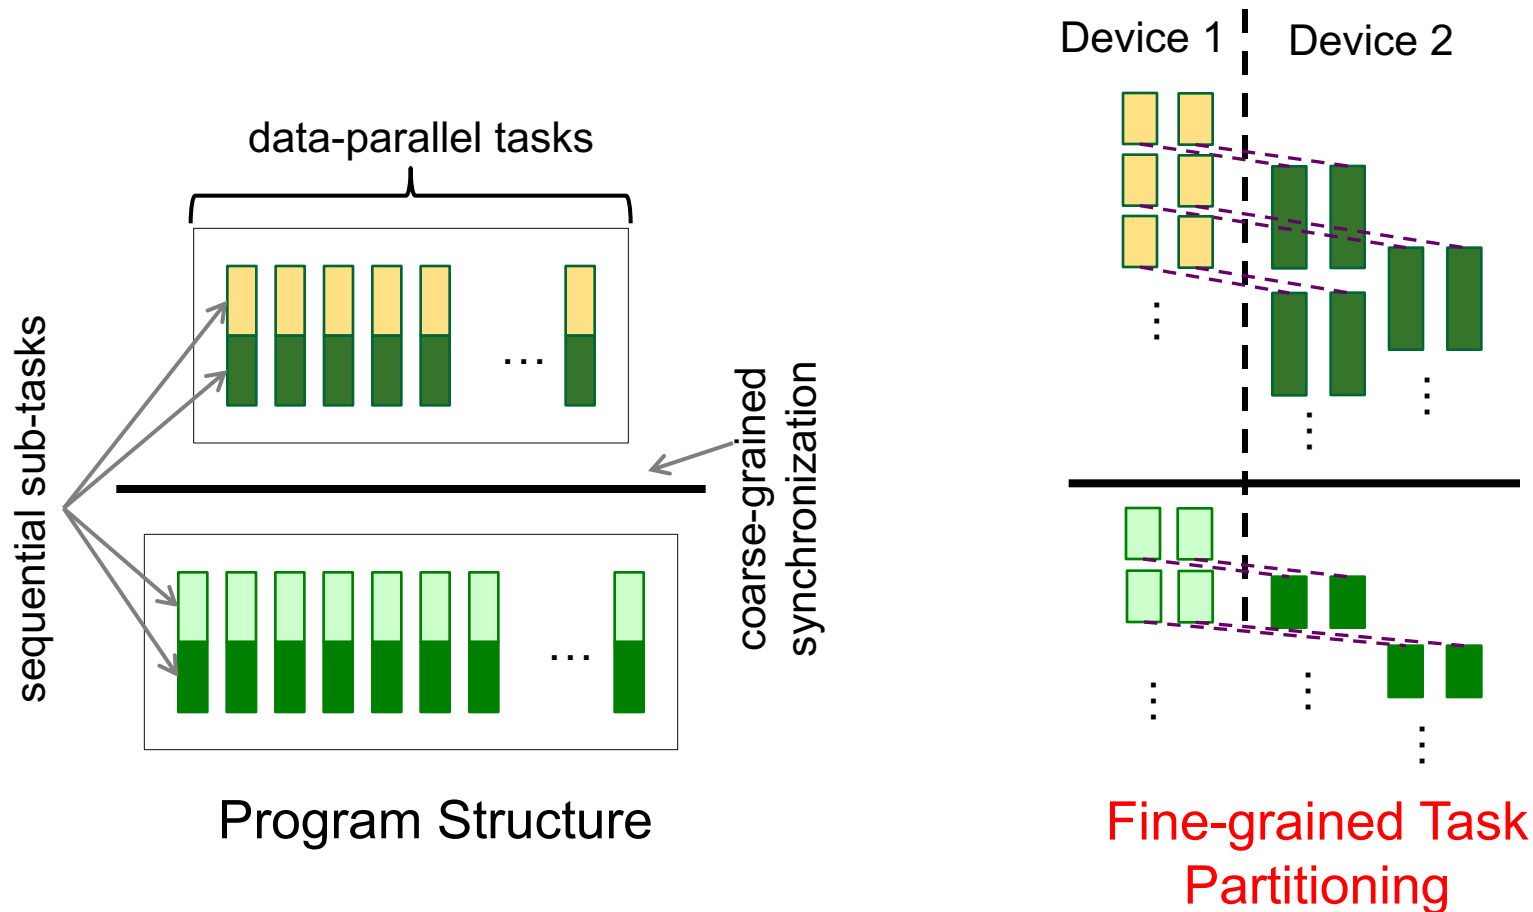 Device 1
Device 2
data-parallel tasks
sequential sub-tasks
...
...
coarse-grained
synchronization
...
...
...
...
...
...
Program Structure
Fine-grained Task
Partitioning